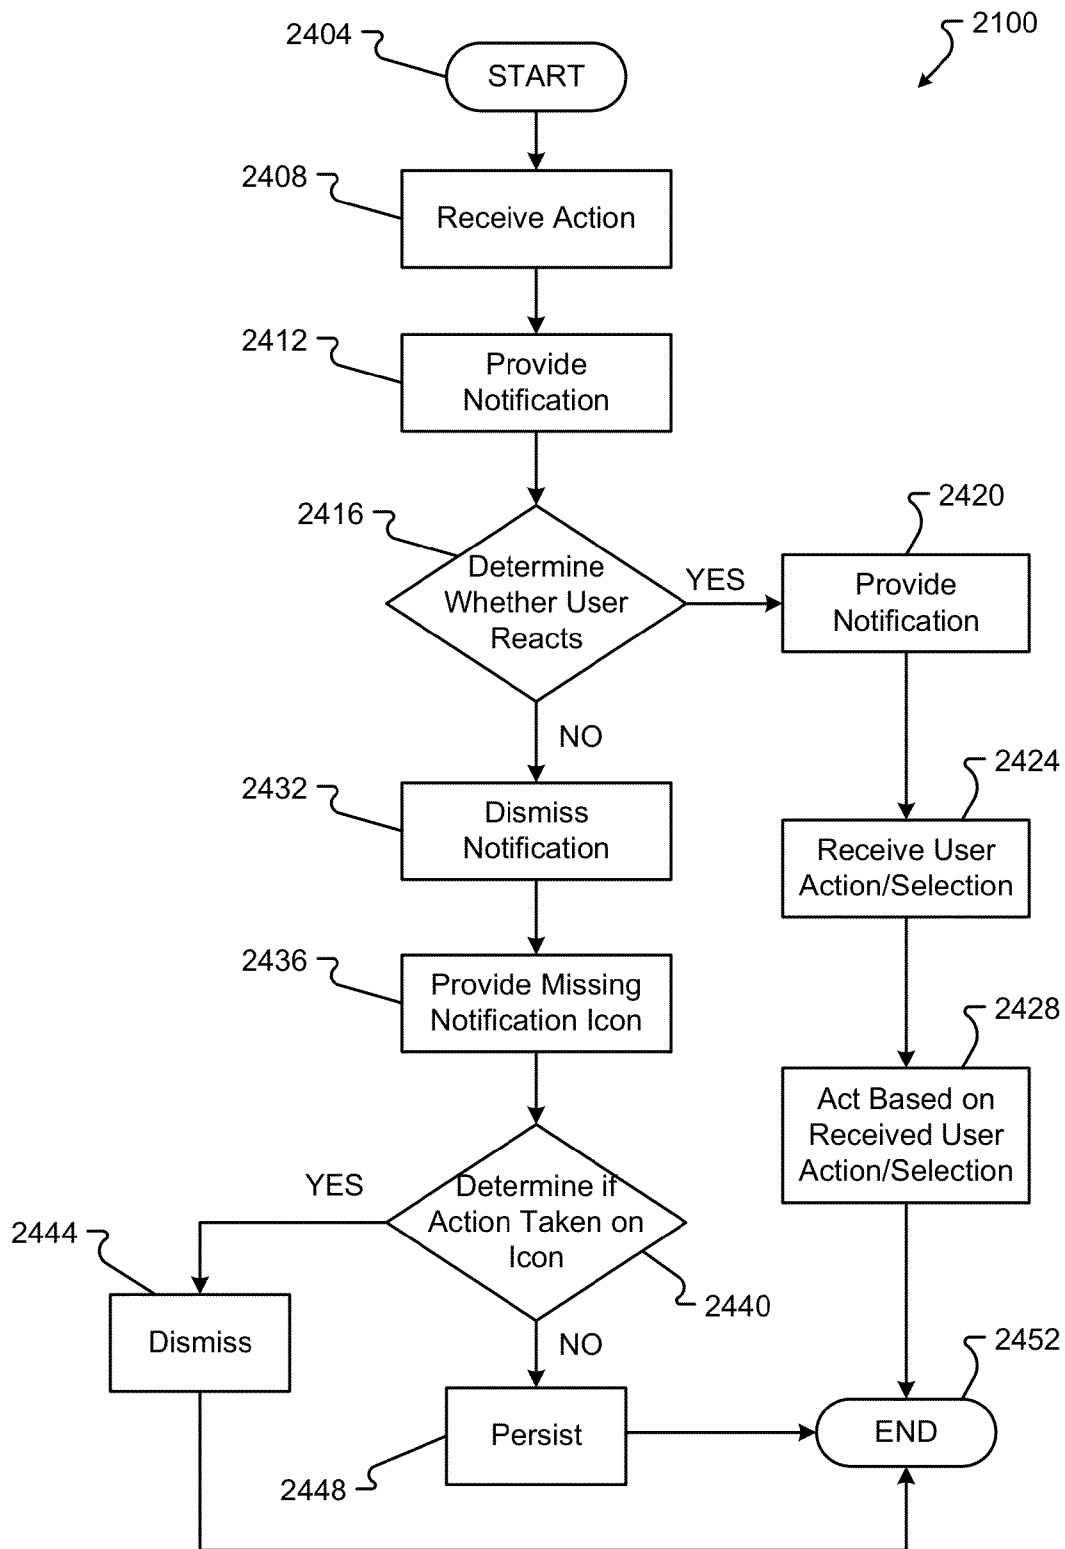 2404
START
2100
2408
Receive Action
2412
Provide
Notification
2416
Determine
Whether User
Reacts
YES
2420
Provide
Notification
NO
2424
Receive User
Action/Selection
2432
Dismiss
Notification
2436
Provide Missing
Notification Icon
2428
Act Based on
Received User
Action/Selection
YES
Determine if
Action Taken on
Icon
2440
2444
Dismiss
NO
2448
Persist
2452
END